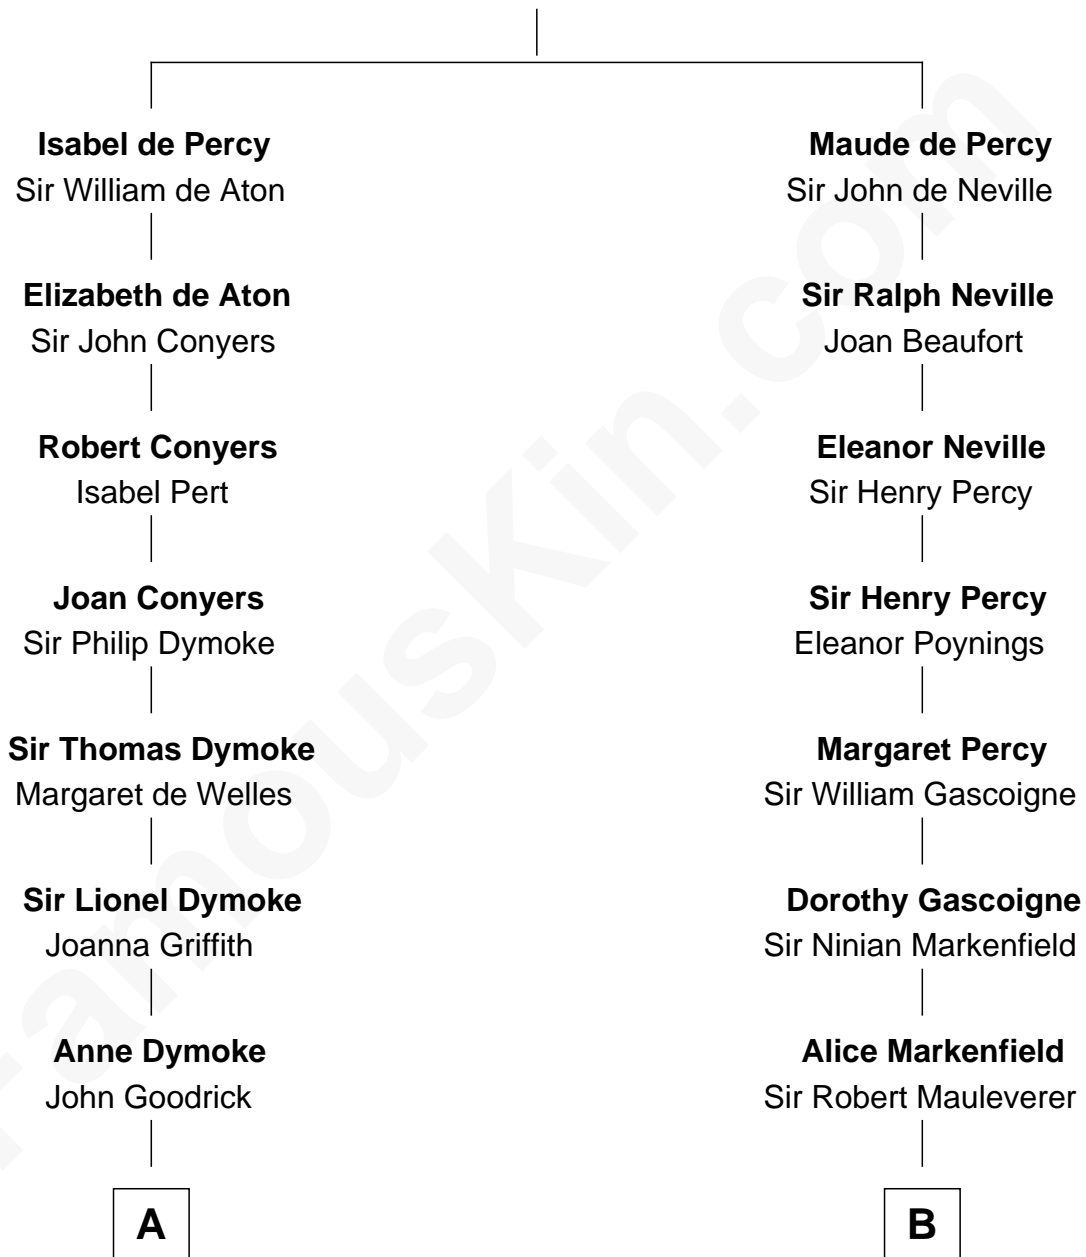 Isabel de Percy
Sir William de Aton
Maude de Percy
Sir John de Neville
Elizabeth de Aton
Sir John Conyers
Sir Ralph Neville
Joan Beaufort
Robert Conyers
Isabel Pert
Eleanor Neville
Sir Henry Percy
Joan Conyers
Sir Philip Dymoke
Sir Henry Percy
Eleanor Poynings
Sir Thomas Dymoke
Margaret de Welles
Margaret Percy
Sir William Gascoigne
Sir Lionel Dymoke
Joanna Griffith
Dorothy Gascoigne
Sir Ninian Markenfield
Anne Dymoke
John Goodrick
Alice Markenfield
Sir Robert Mauleverer
A
B
FamousKin.com